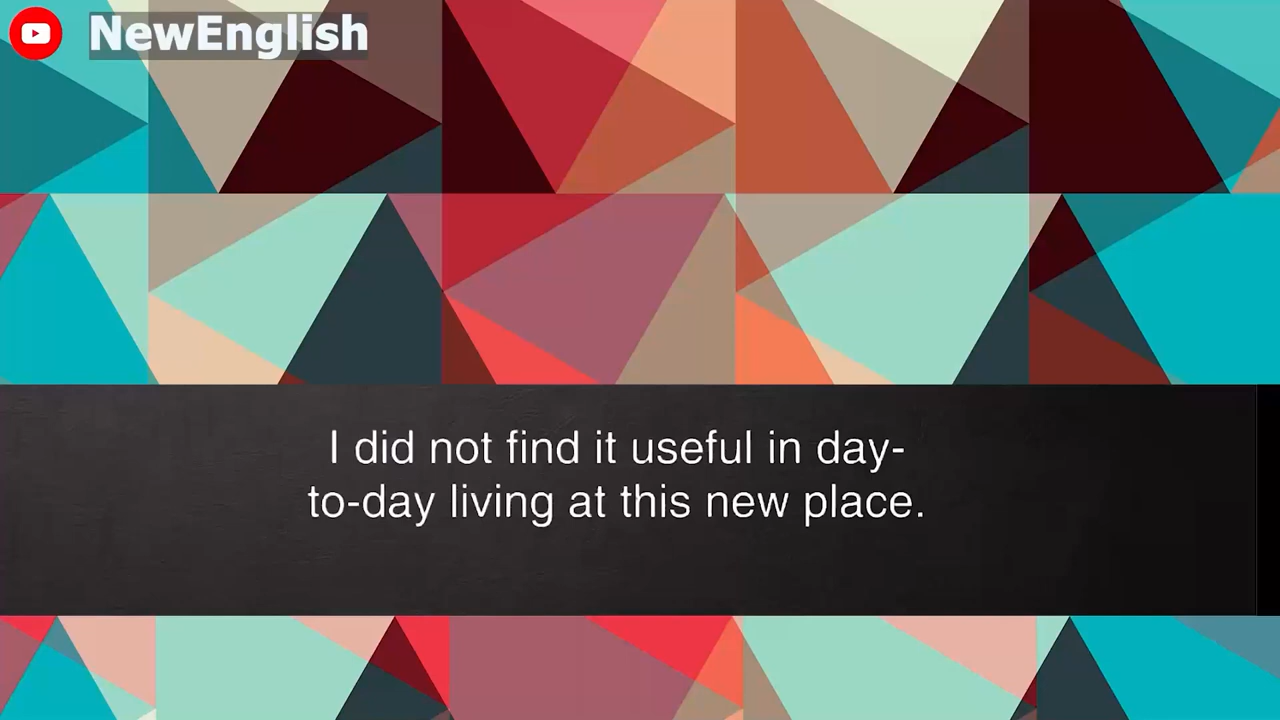 NewEnglish
I did not find it useful in day-
to-day living at this new place.